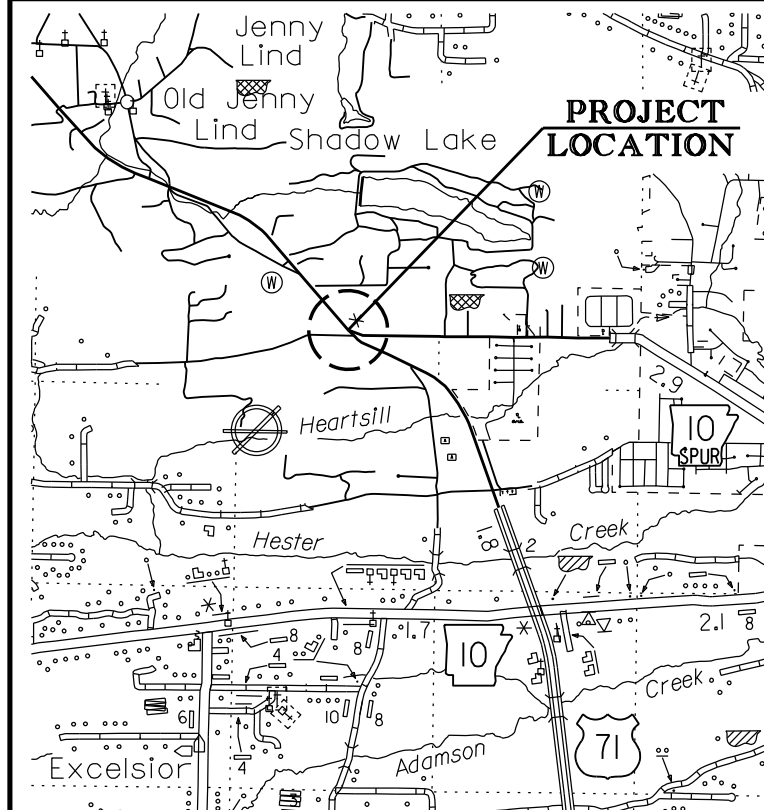 Jenny
Lind
Old Jenny
Lind
Shadow Lake
PROJECT
LOCATION
W
W
W
2.9
10
SPUR
Heartsill
Hester
Creek
1.8
2
1.7
10
2.1
8
8
4
8
6
10
8
4
Creek
Adamson
71
Excelsior